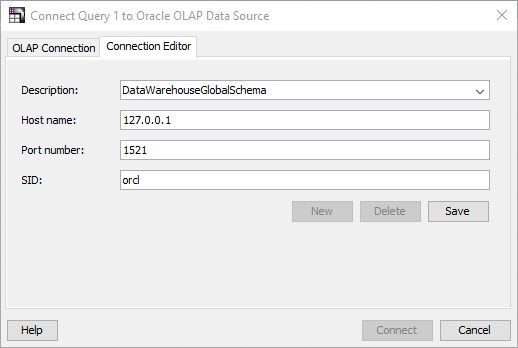 Connect Query 1 to Oracle OLAP Data Source
OLAP Connection Connection Editor
Description: DataWarehouseGlobalSchema
Host name: 127.0.0.1
Port number: 1521
SID: orcl
New Delete Save
Help Connect Cancel